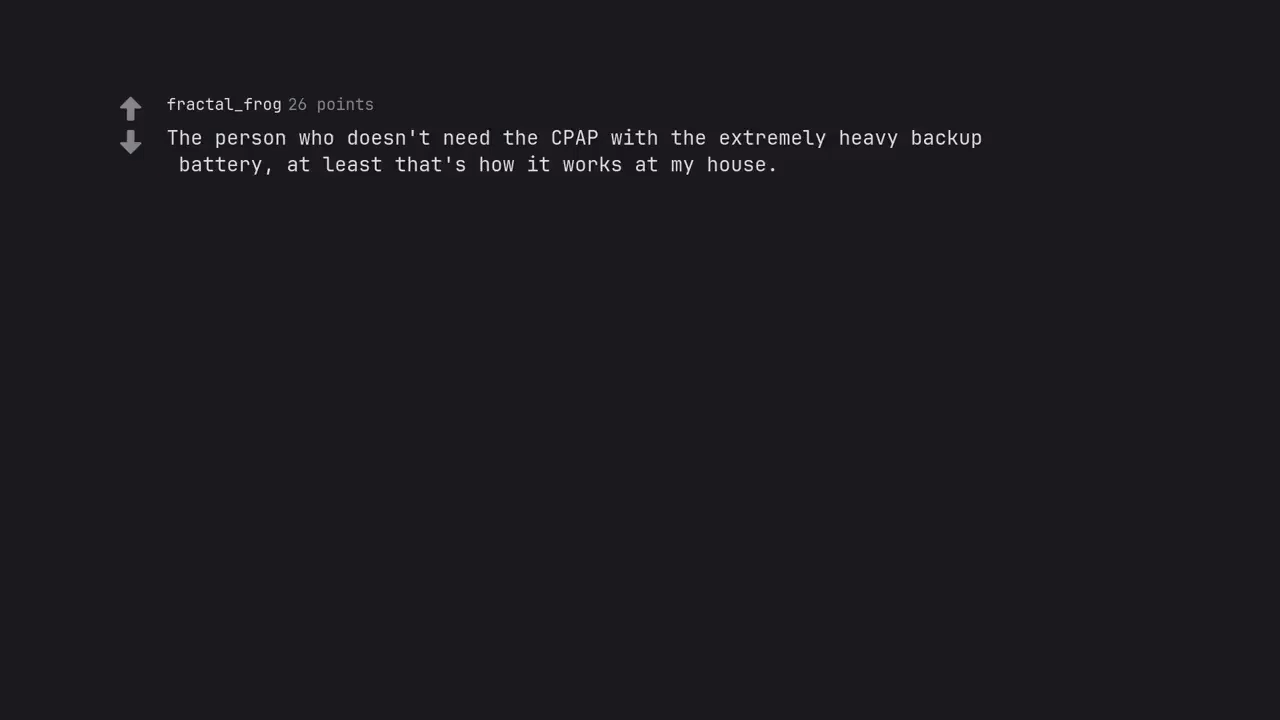 fractal_frog 26 points
The person who doesn't need the CPAP with the extremely heavy backup
battery, at least that's how it works at my house.